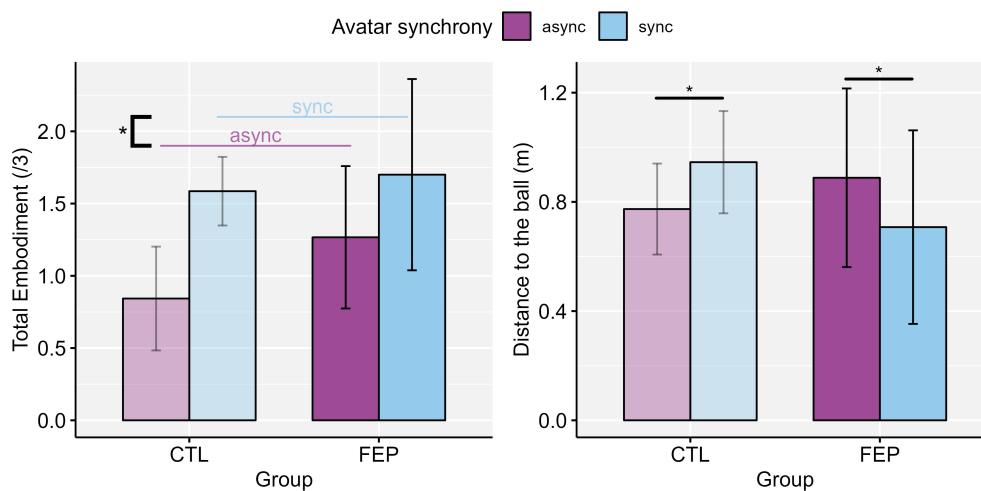 Avatar synchrony async sync
Total Embodiment (/3)
2.0
1.5
1.0
0.5
0.0
*
sync
async
CTL FEP
Group
Distance to the ball (m)
1.2
0.8
0.4
0.0
*
*
CTL FEP
Group